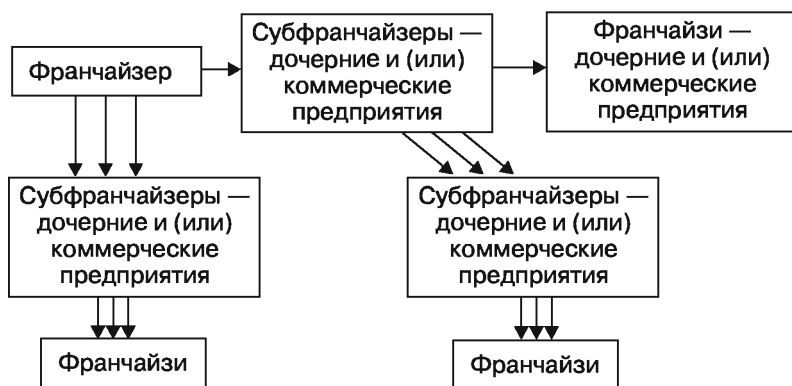 Франчайзер
Субфранчайзеры —
дочерние и (или)
коммерческие
предприятия
Франчайзи —
дочерние и (или)
коммерческие
предприятия
Субфранчайзеры —
дочерние и (или)
коммерческие
предприятия
Субфранчайзеры —
дочерние и (или)
коммерческие
предприятия
Франчайзи
Франчайзи